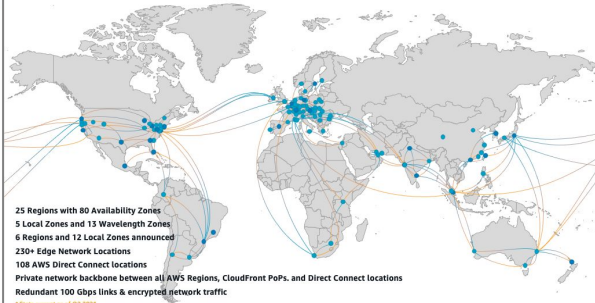 25 Regions with 80 Availability Zones
5 Local Zones and 13 Wavelength Zones
6 Regions and 12 Local Zones announced
230+ Edge Network Locations
108 AWS Direct Connect locations
Private network backbone between all AWS Regions, CloudFront PoPs. and Direct Connect locations
Redundant 100 Gbps links & encrypted network traffic